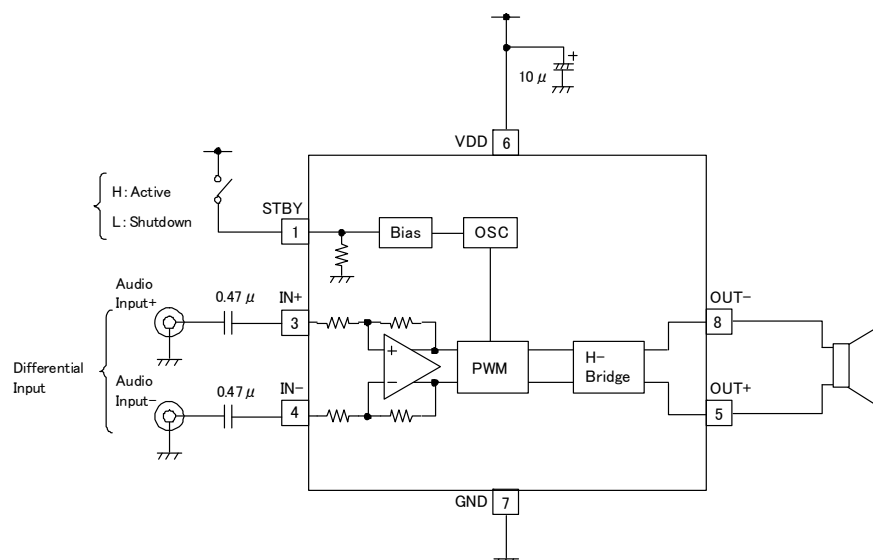 10 μ
VDD
6
H : Active
L : Shutdown
STBY
1
Bias
OSC
Audio
Input+
0.47 μ
IN+
3
OUT-
8
+
PWM
H-
Bridge
Differential
Input
Audio
Input-
0.47 μ
IN-
4
−
OUT+
5
GND
7